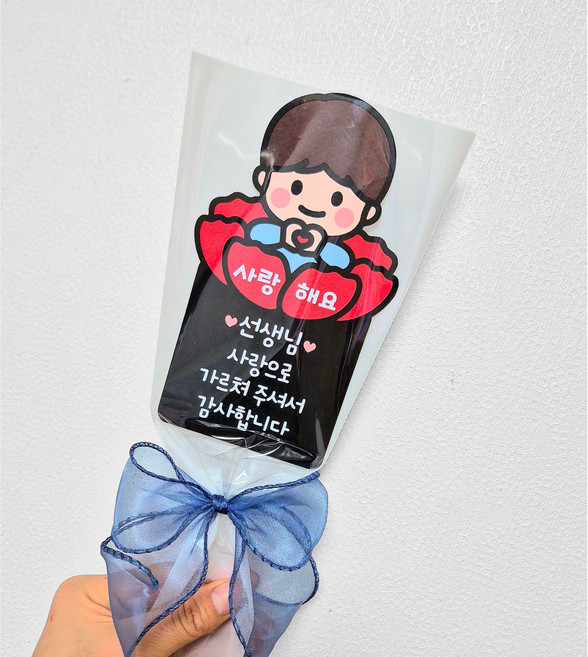 사랑 해요
선생님
사랑으로
가르쳐 주셔서
감사합니다